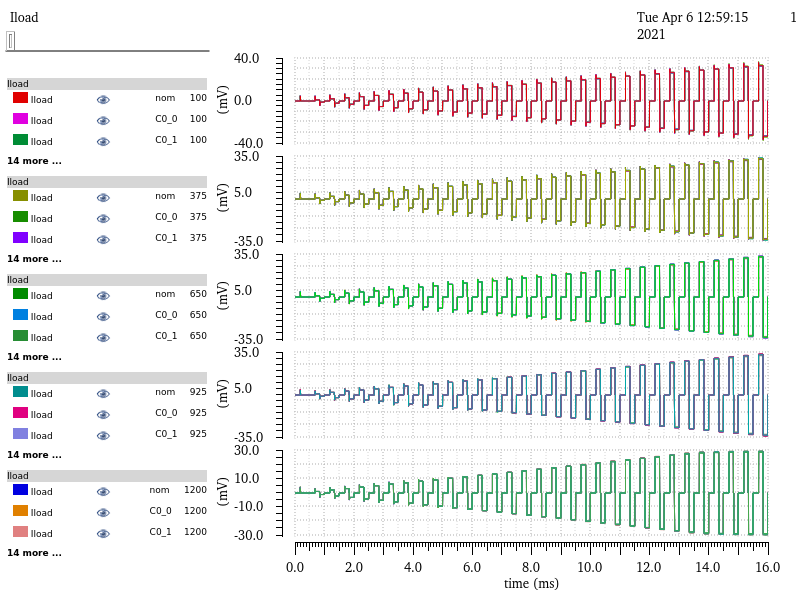 Iload
Tue Apr 6 12:59:15 1
2021
Iload
Iload nom 100
Iload C0_0 100
Iload C0_1 100
14 more ...
40.0
0.0
-40.0
(mV)
Iload
Iload nom 375
Iload C0_0 375
Iload C0_1 375
14 more ...
35.0
5.0
-35.0
(mV)
Iload
Iload nom 650
Iload C0_0 650
Iload C0_1 650
14 more ...
35.0
5.0
-35.0
(mV)
Iload
Iload nom 925
Iload C0_0 925
Iload C0_1 925
14 more ...
35.0
5.0
-35.0
(mV)
Iload
Iload nom 1200
Iload C0_0 1200
Iload C0_1 1200
14 more ...
30.0
10.0
-10.0
-30.0
(mV)
0.0 2.0 4.0 6.0 8.0 10.0 12.0 14.0 16.0
time (ms)